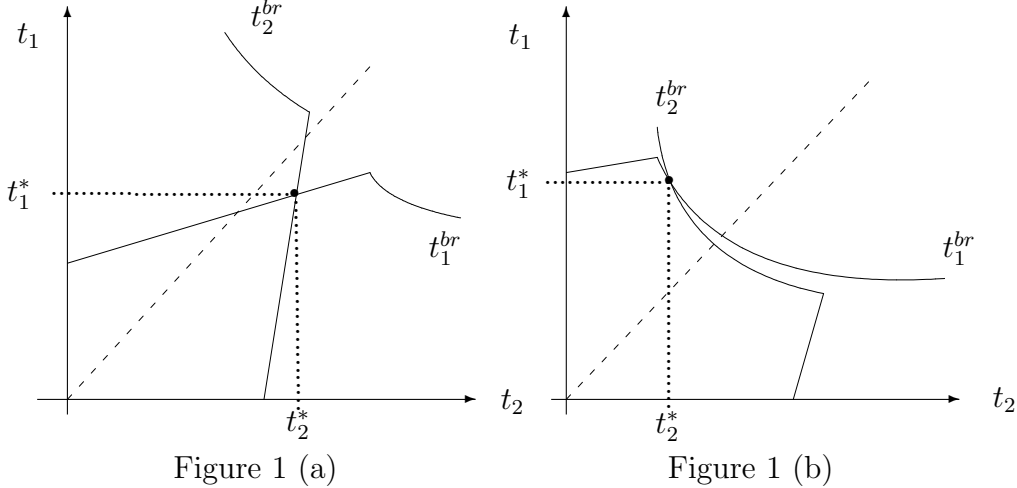 t_2^{br}
t_1
t_1^*
t_1^{br}
t_2
t_2^*
Figure 1 (a)
t_1
t_2^{br}
t_1^*
t_1^{br}
t_2
t_2^*
Figure 1 (b)